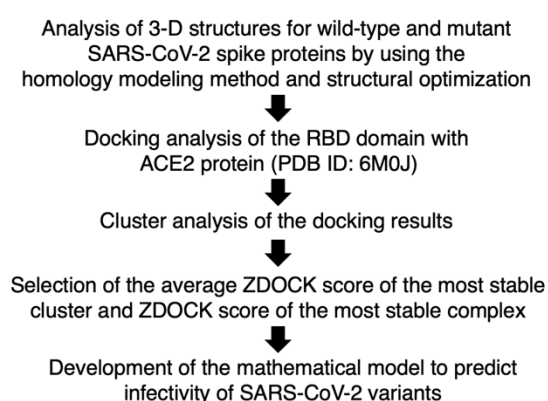 Analysis of 3-D structures for wild-type and mutant
SARS-CoV-2 spike proteins by using the
homology modeling method and structural optimization
Docking analysis of the RBD domain with
ACE2 protein (PDB ID: 6M0J)
Cluster analysis of the docking results
Selection of the average ZDOCK score of the most stable
cluster and ZDOCK score of the most stable complex
Development of the mathematical model to predict
infectivity of SARS-CoV-2 variants